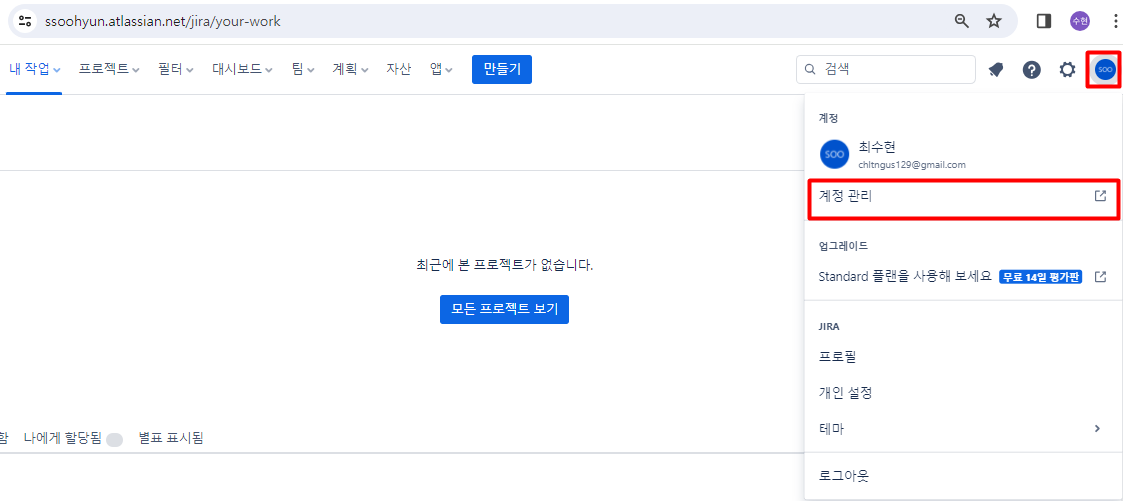 ssoohyun.atlassian.net/jira/your-work
수현
내 작업 프로젝트 필터 대시보드 팀 계획 자산 앱 만들기 검색 SOO
계정
SOO 최수현
chltngus129@gmail.com
계정 관리
업그레이드
Standard 플랜을 사용해 보세요 무료 14일 평가판
JIRA
프로필
개인 설정
테마
로그아웃
최근에 본 프로젝트가 없습니다.
모든 프로젝트 보기
함 나에게 할당됨 별표 표시됨